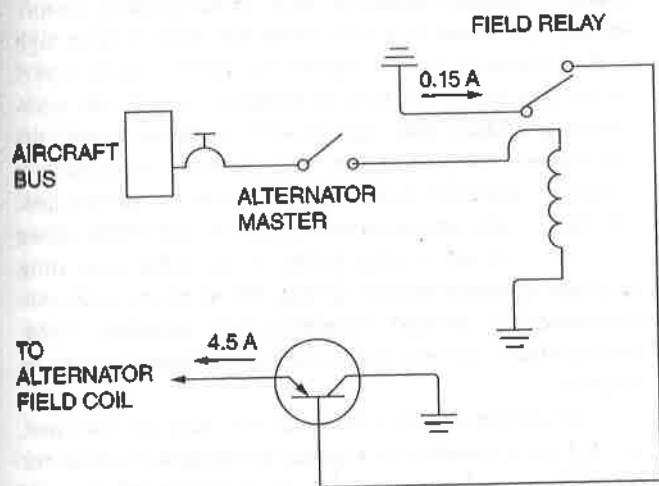 FIELD RELAY
0.15 A
AIRCRAFT
BUS
ALTERNATOR
MASTER
4.5 A
TO
ALTERNATOR
FIELD COIL